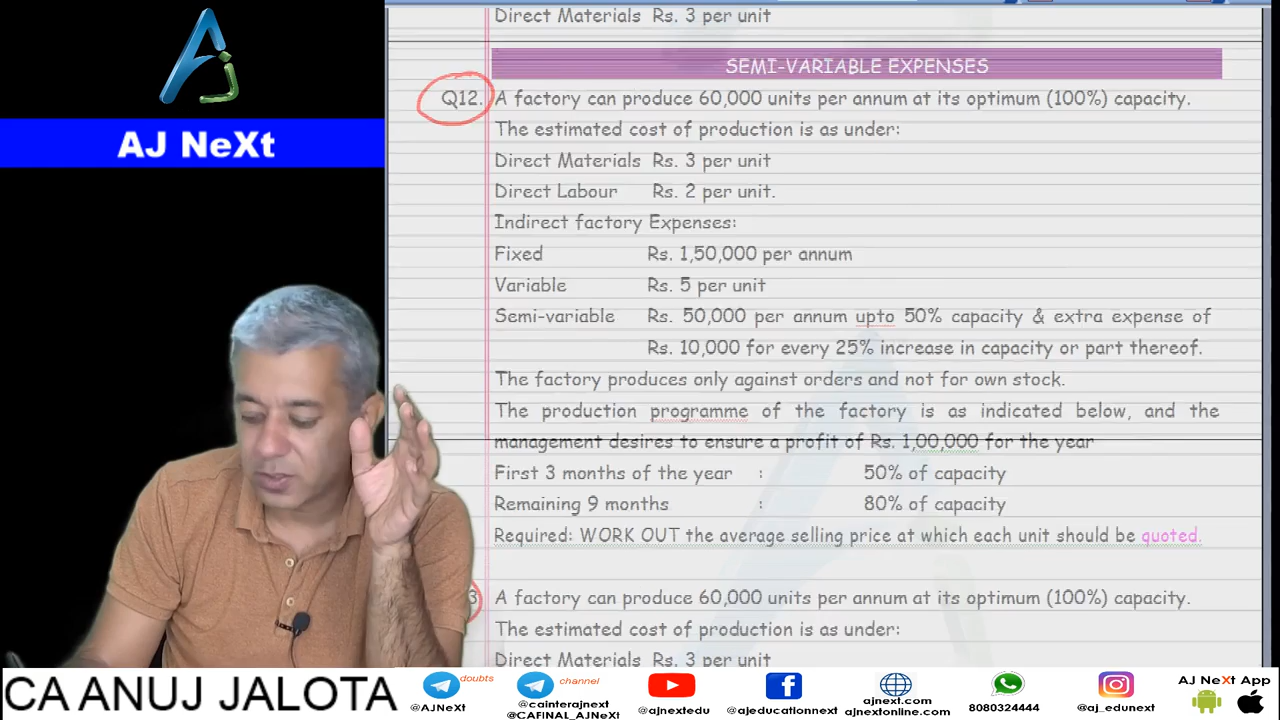 Direct Materials Rs. 3 per unit
SEMI-VARIABLE EXPENSES
Q12. A factory can produce 60,000 units per annum at its optimum (100%) capacity.
The estimated cost of production is as under:
Direct Materials Rs. 3 per unit
Direct Labour Rs. 2 per unit.
Indirect factory Expenses:
Fixed Rs. 1,50,000 per annum
Variable Rs. 5 per unit
Semi-variable Rs. 50,000 per annum upto 50% capacity & extra expense of
Rs. 10,000 for every 25% increase in capacity or part thereof.
The factory produces only against orders and not for own stock.
The production programme of the factory is as indicated below, and the
management desires to ensure a profit of Rs. 1,00,000 for the year
First 3 months of the year : 50% of capacity
Remaining 9 months : 80% of capacity
Required: WORK OUT the average selling price at which each unit should be quoted.
3 A factory can produce 60,000 units per annum at its optimum (100%) capacity.
The estimated cost of production is as under:
Direct Materials Rs. 3 per unit
AJ NeXt
CA ANUJ JALOTA
doubts
@AJNeXt
channel
@cainterajnext
@CAFINAL_AJNeXt
@ajnextedu
@ajeducationnext
ajnext.com
ajnextonline.com
8080324444
@aj_edunext
AJ NeXt App